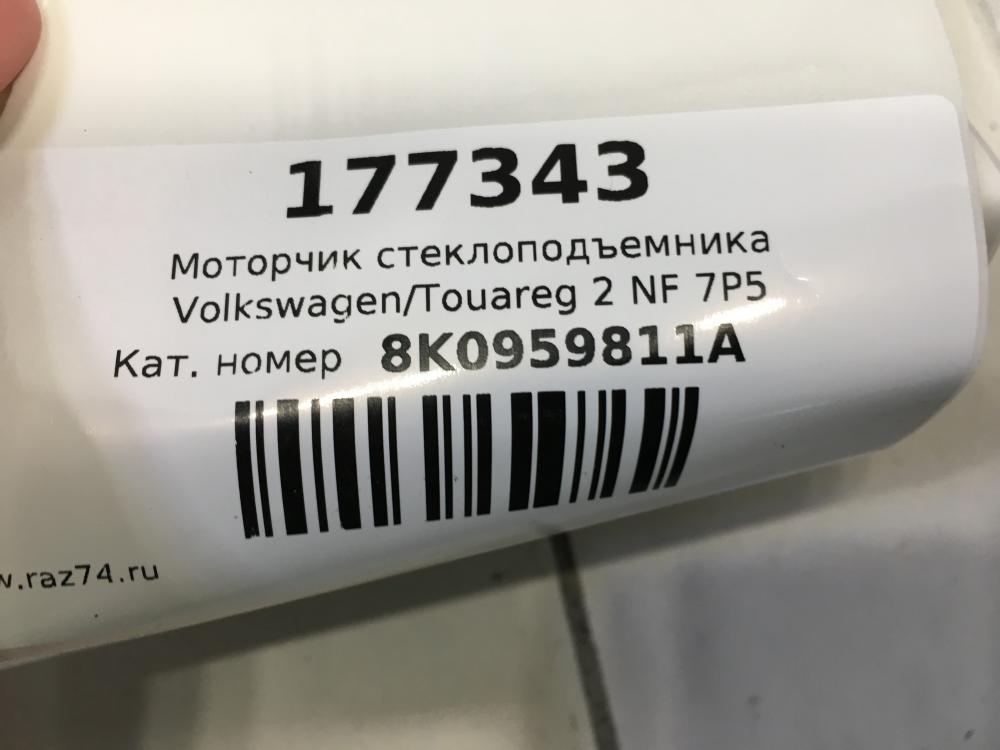 177343
Моторчик стеклоподъемника
Volkswagen/Touareg 2 NF 7P5
Кат. номер 8K0959811A
w.raz74.ru